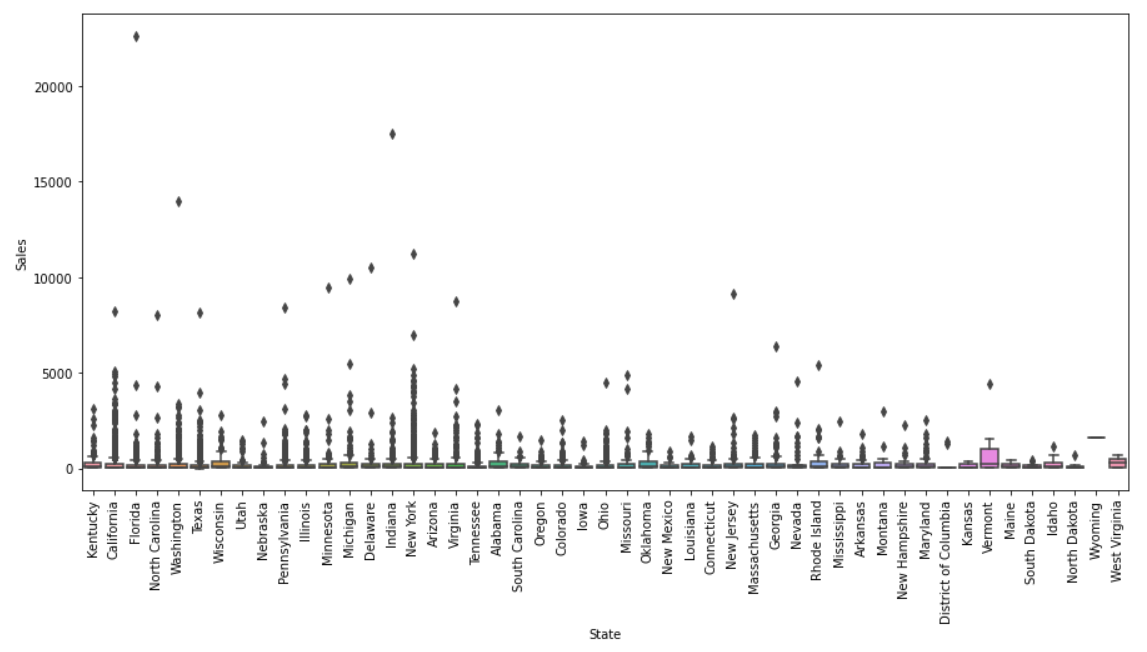 20000
15000
10000
5000
0
Sales
Kentucky
California
Florida
North Carolina
Washington
Texas
Wisconsin
Utah
Nebraska
Pennsylvania
Illinois
Minnesota
Michigan
Delaware
Indiana
New York
Arizona
Virginia
Tennessee
Alabama
South Carolina
Oregon
Colorado
Iowa
Ohio
Missouri
Oklahoma
New Mexico
Louisiana
Connecticut
New Jersey
Massachusetts
Georgia
Nevada
Rhode Island
Mississippi
Arkansas
Montana
New Hampshire
Maryland
District of Columbia
Kansas
Vermont
Maine
South Dakota
Idaho
North Dakota
Wyoming
West Virginia
State